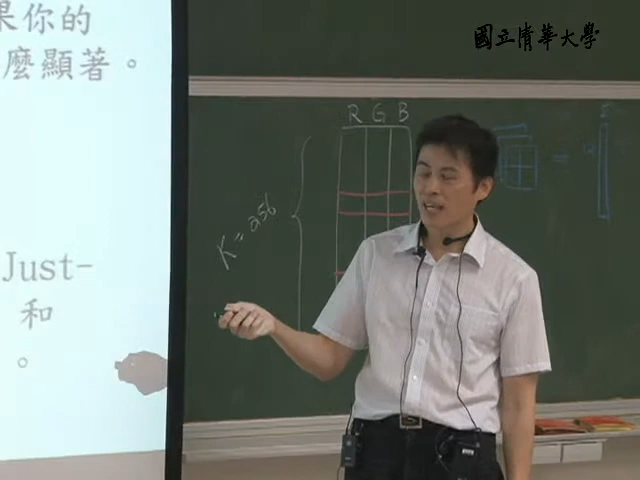 國立清華大學
果你的
麼顯著。
Just-
和
。
R G B
K = 256